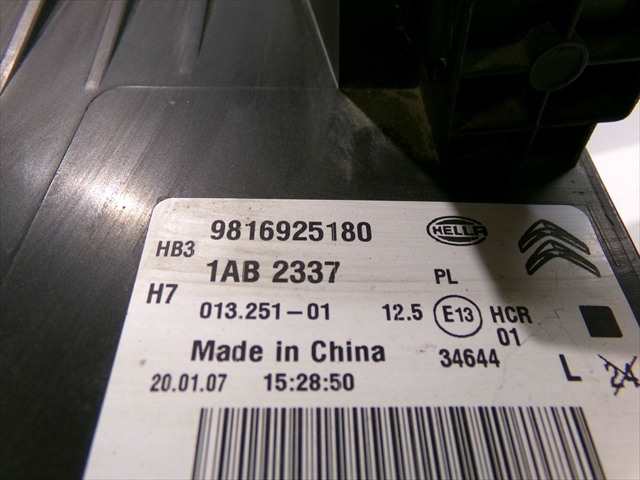 HB3 9816925180 HELLA
H7 1AB 2337 PL
013.251-01 12.5 E13 HCR
01
Made in China 34644
20.01.07 15:28:50 L 24